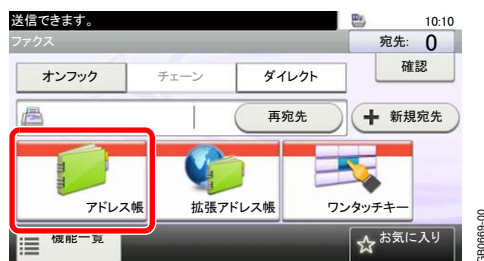 送信できます。 10:10
ファクス 宛先: 0
オンフック チェーン ダイレクト 確認
再宛先 新規宛先
アドレス帳 拡張アドレス帳 ワンタッチキー
機能一覧 お気に入り
GB0669-00